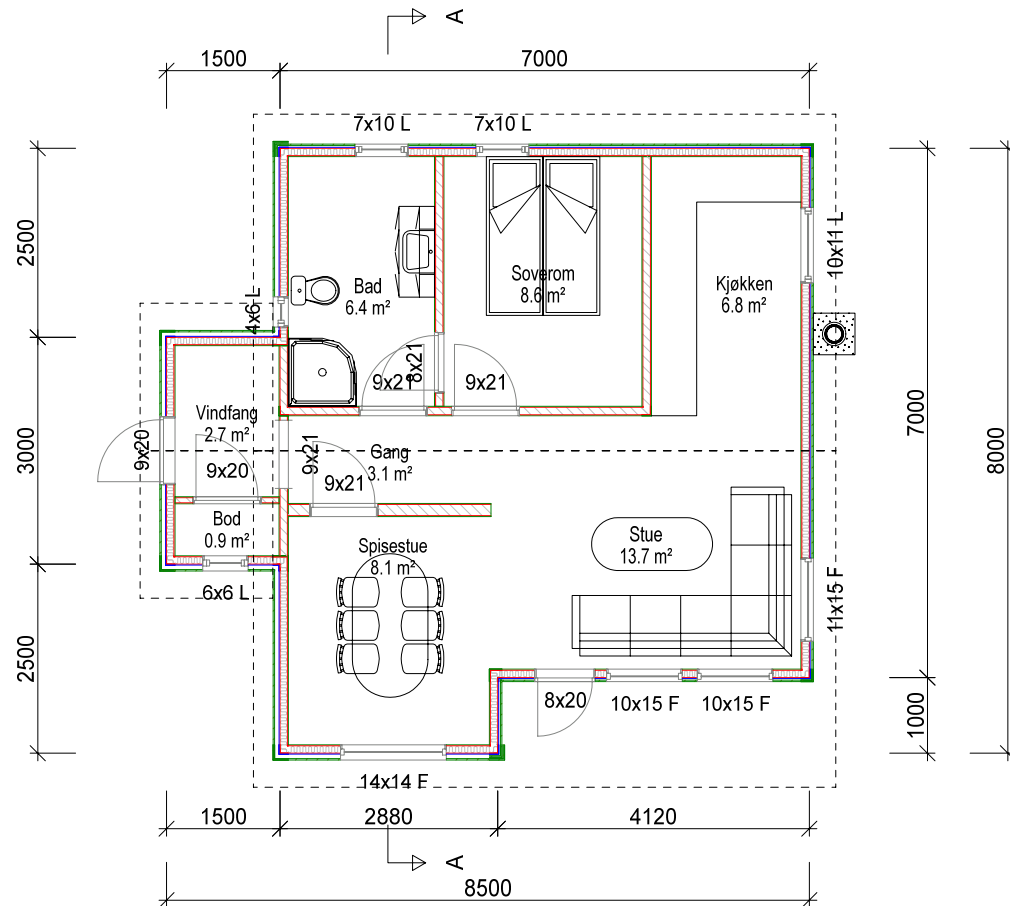 A
1500
7000
7x10 L
7x10 L
2500
10x11 L
Bad
6.4 m²
Soverom
8.6 m²
Kjøkken
6.8 m²
4x6 L
8x21
9x21
9x21
Vindfang
2.7 m²
3000
9x20
9x20
9x21
Gang
3.1 m²
9x21
7000
8000
Bod
0.9 m²
Spisestue
8.1 m²
Stue
13.7 m²
6x6 L
11x15 F
2500
8x20
10x15 F
10x15 F
1000
14x14 F
1500
2880
4120
A
8500